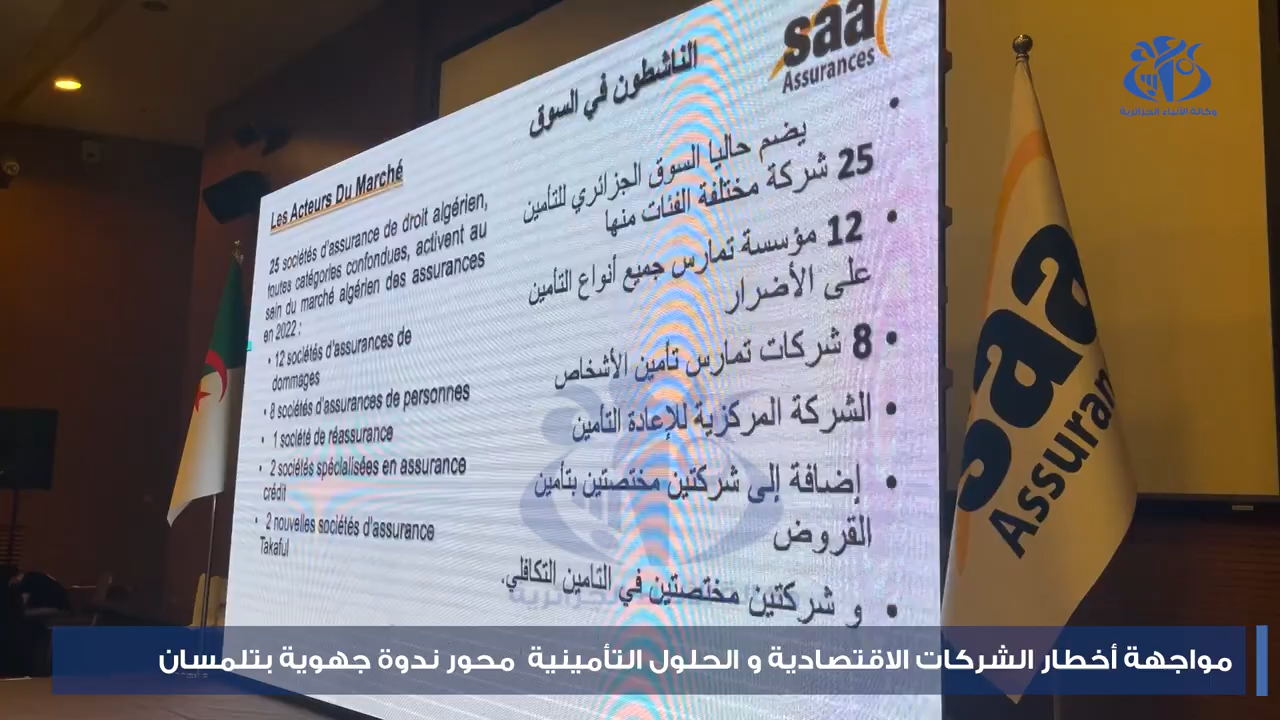 saa
Assurances
وكالة الأنباء الجزائرية
الناشطون في السوق
• يضم حاليا السوق الجزائري للتأمين
25 شركة مختلفة الفئات منها
• 12 مؤسسة تمارس جميع أنواع التأمين
على الأضرار
• 8 شركات تمارس تأمين الأشخاص
• الشركة المركزية للإعادة التأمين
• إضافة إلى شركتين مختصتين بتأمين
القروض
• و شركتين مختصتين في التامين التكافلي.
Les Acteurs Du Marché
25 sociétés d'assurance de droit algérien,
toutes catégories confondues, activent au
sein du marché algérien des assurances
en 2022 :
• 12 sociétés d'assurances de
dommages
• 8 sociétés d'assurances de personnes
• 1 société de réassurance
• 2 sociétés spécialisées en assurance
crédit
• 2 nouvelles sociétés d'assurance
Takaful
saa
Assuran
مواجهة أخطار الشركات الاقتصادية و الحلول التأمينية محور ندوة جهوية بتلمسان